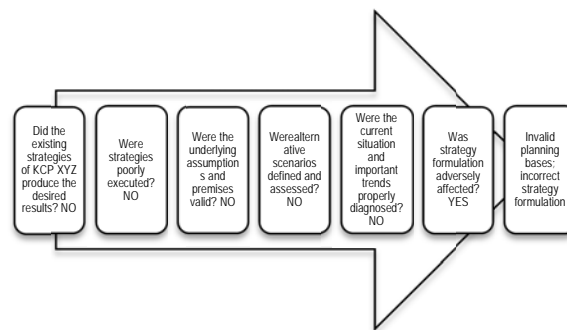 Did the
existing
strategies
of KCP XYZ
produce the
desired
results? NO
Were
strategies
poorly
executed?
NO
Were the
underlying
assumption
s and
premises
valid? NO
Werealtern
ative
scenarios
defined and
assessed?
NO
Were the
current
situation
and
important
trends
properly
diagnosed?
NO
Was
strategy
formulation
adversely
affected?
YES
Invalid
planning
bases;
incorrect
strategy
formulation